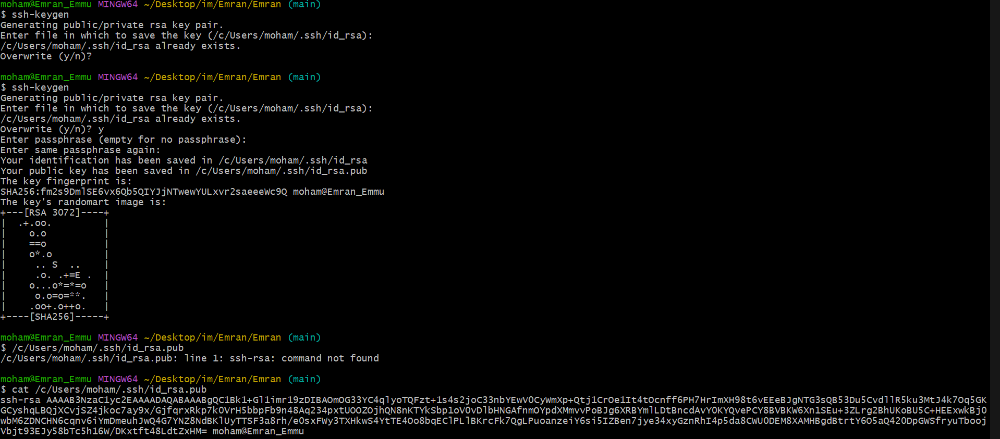 moham@Emran_Emmu MINGW64 ~/Desktop/im/Emran/Emran (main)
$ ssh-keygen
Generating public/private rsa key pair.
Enter file in which to save the key (/c/Users/moham/.ssh/id_rsa):
/c/Users/moham/.ssh/id_rsa already exists.
Overwrite (y/n)?
moham@Emran_Emmu MINGW64 ~/Desktop/im/Emran/Emran (main)
$ ssh-keygen
Generating public/private rsa key pair.
Enter file in which to save the key (/c/Users/moham/.ssh/id_rsa):
/c/Users/moham/.ssh/id_rsa already exists.
Overwrite (y/n)? y
Enter passphrase (empty for no passphrase):
Enter same passphrase again:
Your identification has been saved in /c/Users/moham/.ssh/id_rsa
Your public key has been saved in /c/Users/moham/.ssh/id_rsa.pub
The key fingerprint is:
SHA256:fm2s9DmlSE6vx6Qb5QIYJjNTwewYULxvr2saeeeWc9Q moham@Emran_Emmu
The key's randomart image is:
+---[RSA 3072]----+
|  .+.oo.         |
|    o.o          |
|    ==o          |
|    o*.o         |
|     .. S  ..    |
|     .o. .+=E .  |
|    o...o*=*=o   |
|     o.o=o=**.   |
|    .oo+.o++o.   |
+----[SHA256]-----+
moham@Emran_Emmu MINGW64 ~/Desktop/im/Emran/Emran (main)
$ /c/Users/moham/.ssh/id_rsa.pub
/c/Users/moham/.ssh/id_rsa.pub: line 1: ssh-rsa: command not found
moham@Emran_Emmu MINGW64 ~/Desktop/im/Emran/Emran (main)
$ cat /c/Users/moham/.ssh/id_rsa.pub
ssh-rsa AAAAB3NzaC1yc2EAAAADAQABAAABgQC1Bk1+Gl1imr19zDIBAOmOG33YC4qlyoTQFzt+1s4s2joC33nbYEwV0CyWmXp+Qtj1CrOe1It4tOcnff6PH7HrImXH98t6vEEeBJgNTG3sQB53Du5CvdllR5ku3MtJ4k7Oq5GK
GCyshqLBQjXCvjSZ4jkoc7ay9x/GjfqrxRkp7kOVrH5bbpFb9n48Aq234pxtUOOZOjhQN8nKTYkSbp1oV0vDlbHNGAfnmOYpdXMmvvPoBJg6XRBYmlLDtBncdAvY0KYQvePCY8BVBKW6Xn1SEu+3ZLrg2BhUKoBU5C+HEExwkBj0
wbM6ZDNCHN6cqnv6iYmDmeuhJwQ4G7YNZ8NdBKlUyTTSF3a8rh/e0sxFWy3TXHkwS4YtTE4Oo8bqEClPLlBKrcFk7QgLPuoanzeiY6si5IZBen7jye34xyGznRhI4p5da8CWUODEM8XAMHBgdBtrtY6O5aQ42ODpGWSfryuTbooj
Vbjt93EJy58bTc5h16W/DKxtft48LdtZxHM= moham@Emran_Emmu